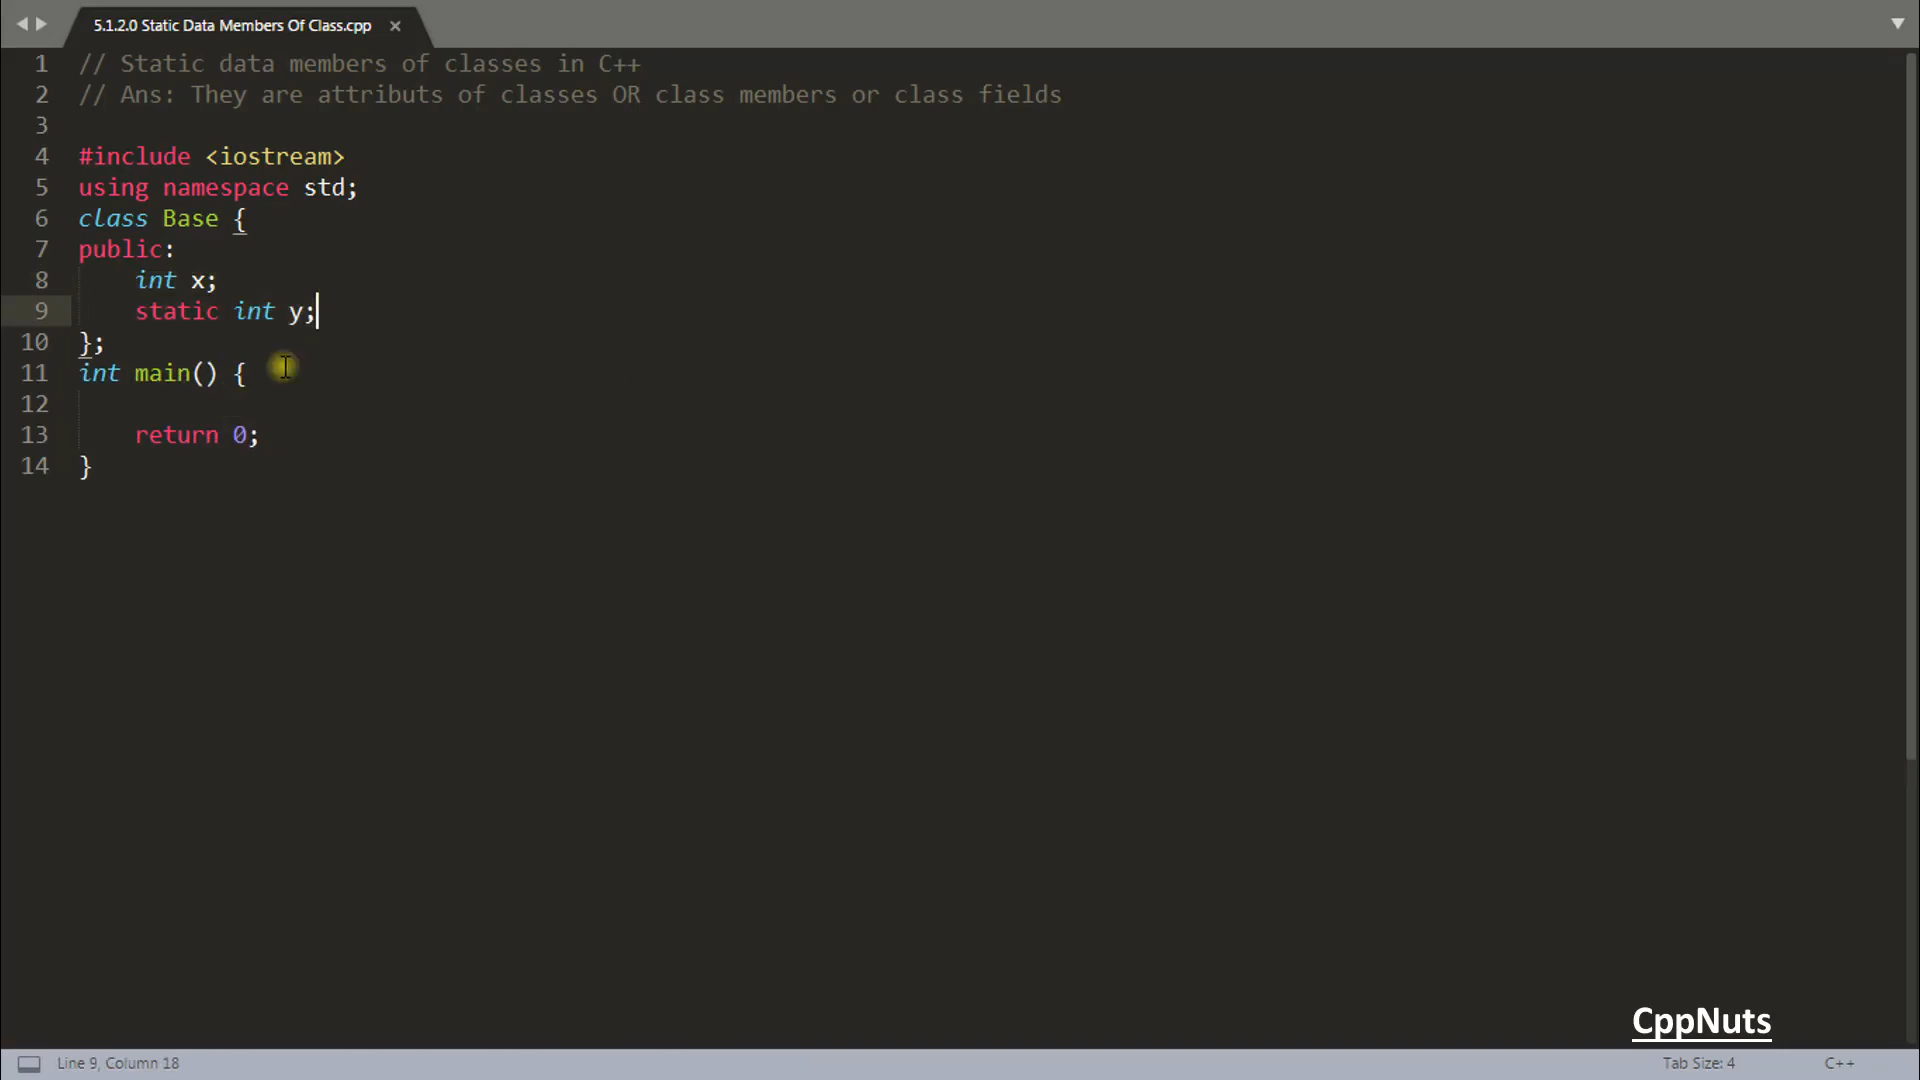 5.1.2.0 Static Data Members Of Class.cpp ×
1 // Static data members of classes in C++
2 // Ans: They are attributs of classes OR class members or class fields
3
4 #include <iostream>
5 using namespace std;
6 class Base {
7 public:
8 int x;
9 static int y;
10 };
11 int main() {
12
13 return 0;
14 }
CppNuts
Line 9, Column 18 Tab Size: 4 C++